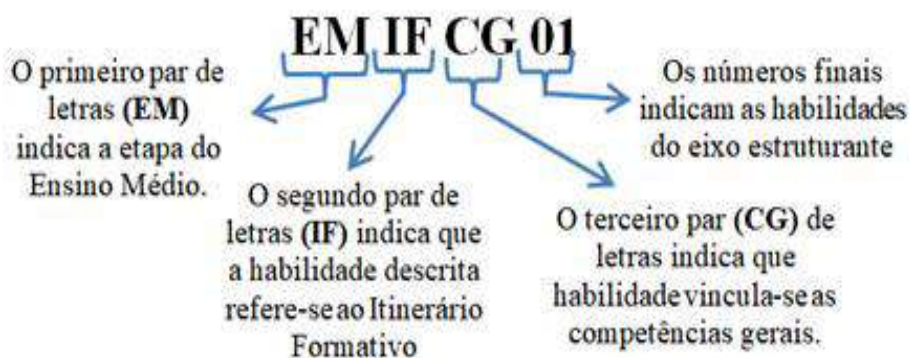 EM IF CG 01
O primeiro par de
letras (EM)
indica a etapa do
Ensino Médio.
O segundo par de
letras (IF) indica que
a habilidade descrita
refere-se ao Itinerário
Formativo
O terceiro par (CG) de
letras indica que
habilidade vincula-se as
competências gerais.
Os números finais
indicam as habilidades
do eixo estruturante